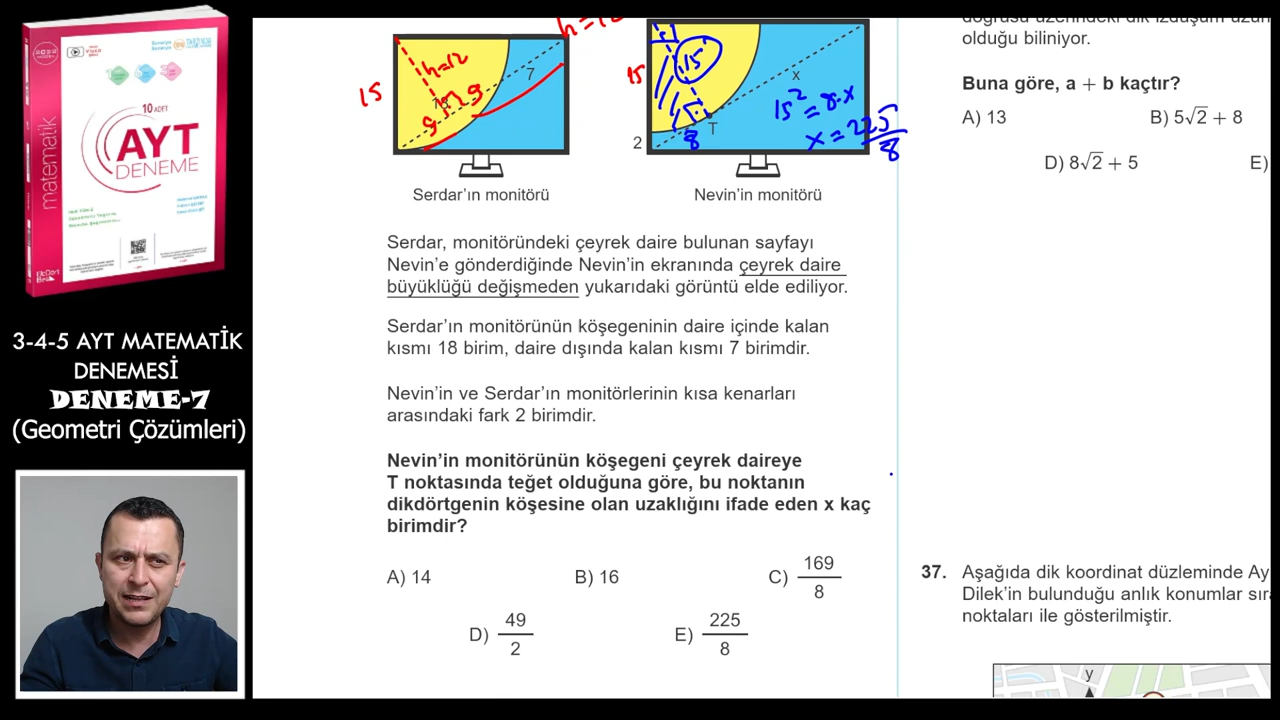 2022
matematik
10 ADET
AYT
DENEME
3-4-5 AYT MATEMATİK
DENEMESİ
DENEME-7
(Geometri Çözümleri)
h=12
15
h=12
7
9
9
Serdar'ın monitörü
15
15
x
T
2
8
15² = 8·x
x = 225
8
Nevin'in monitörü
Serdar, monitöründeki çeyrek daire bulunan sayfayı
Nevin'e gönderdiğinde Nevin'in ekranında çeyrek daire
büyüklüğü değişmeden yukarıdaki görüntü elde ediliyor.
Serdar'ın monitörünün köşegeninin daire içinde kalan
kısmı 18 birim, daire dışında kalan kısmı 7 birimdir.
Nevin'in ve Serdar'ın monitörlerinin kısa kenarları
arasındaki fark 2 birimdir.
Nevin'in monitörünün köşegeni çeyrek daireye
T noktasında teğet olduğuna göre, bu noktanın
dikdörtgenin köşesine olan uzaklığını ifade eden x kaç
birimdir?
A) 14
B) 16
C) 169/8
D) 49/2
E) 225/8
olduğu biliniyor.
Buna göre, a + b kaçtır?
A) 13
B) 5√2 + 8
D) 8√2 + 5
E)
37. Aşağıda dik koordinat düzleminde Ay
Dilek'in bulunduğu anlık konumlar sır
noktaları ile gösterilmiştir.
y